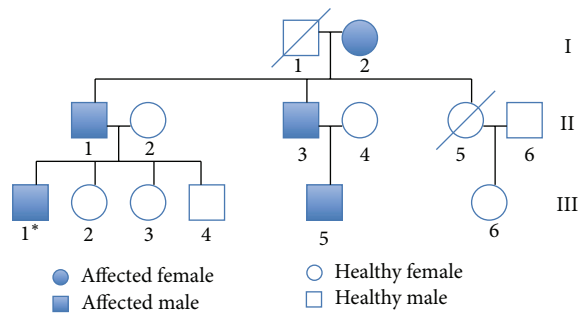 I
1 2
II
1 2 3 4 5 6
III
1* 2 3 4 5 6
Affected female Healthy female
Affected male Healthy male